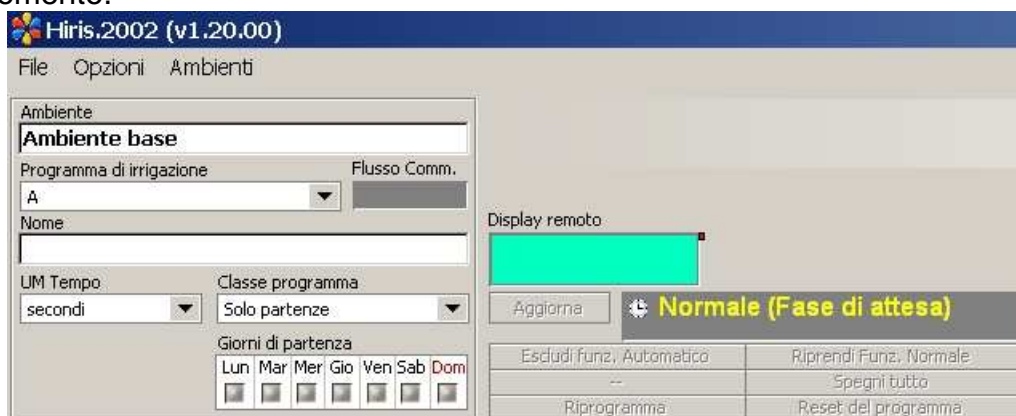 Hiris.2002 (v1.20.00)
File Opzioni Ambienti
Ambiente
Ambiente base
Programma di irrigazione Flusso Comm.
A
Nome
UM Tempo Classe programma
secondi Solo partenze
Giorni di partenza
Lun Mar Mer Gio Ven Sab Dom
Display remoto
Aggiorna Normale (Fase di attesa)
Escludi funz. Automatico Riprendi Funz. Normale
-- Spegni tutto
Riprogramma Reset del programma